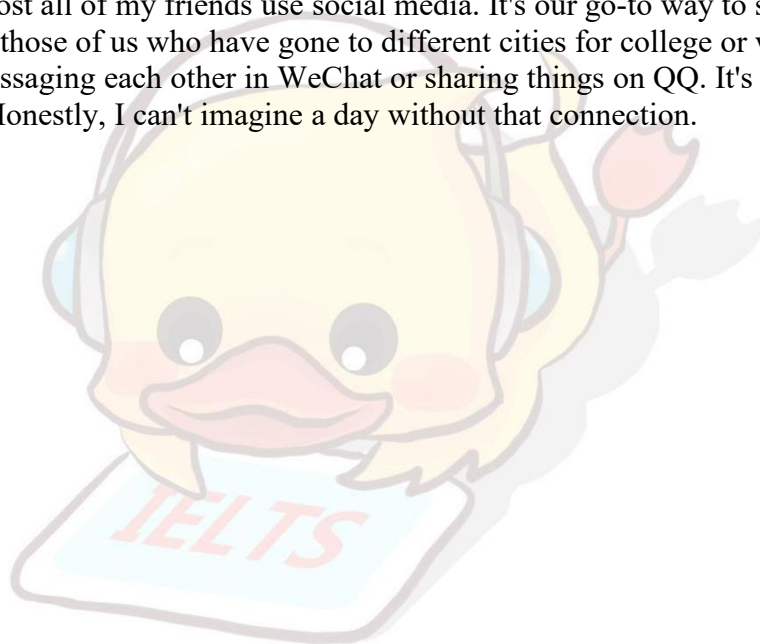 ost all of my friends use social media. It's our go-to way to s
those of us who have gone to different cities for college or
ssaging each other in WeChat or sharing things on QQ. It's
Honestly, I can't imagine a day without that connection.
IELTS